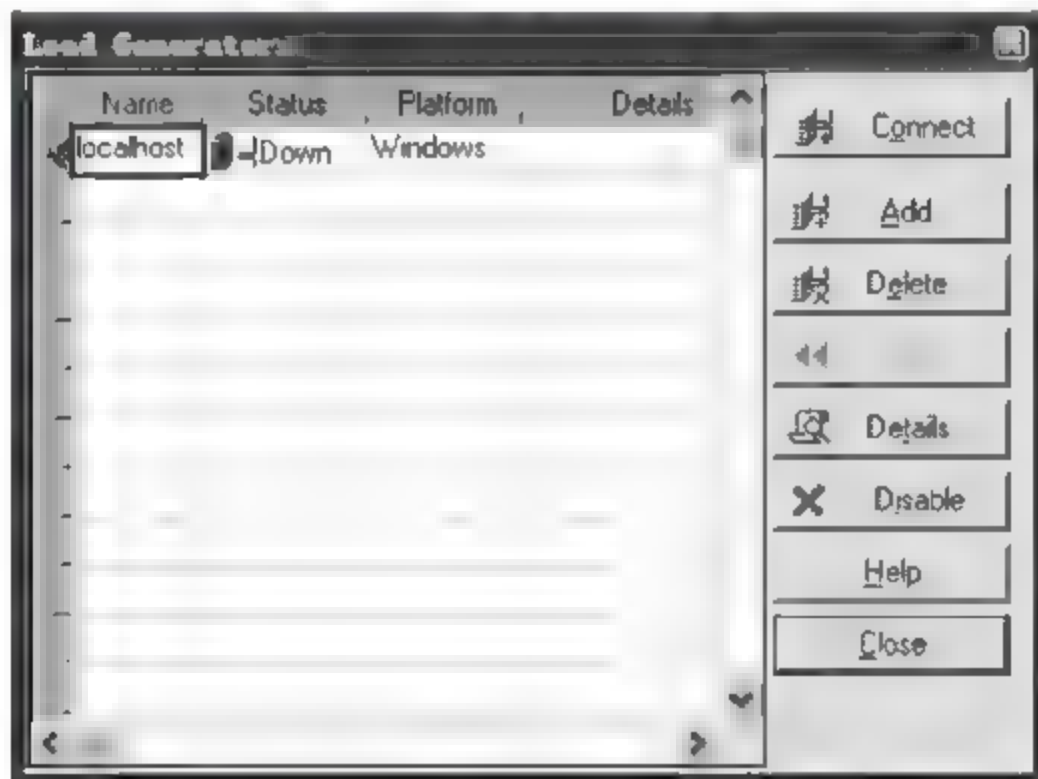 Load Generators
Name Status Platform Details
localhost Down Windows
Connect
Add
Delete
Details
Disable
Help
Close